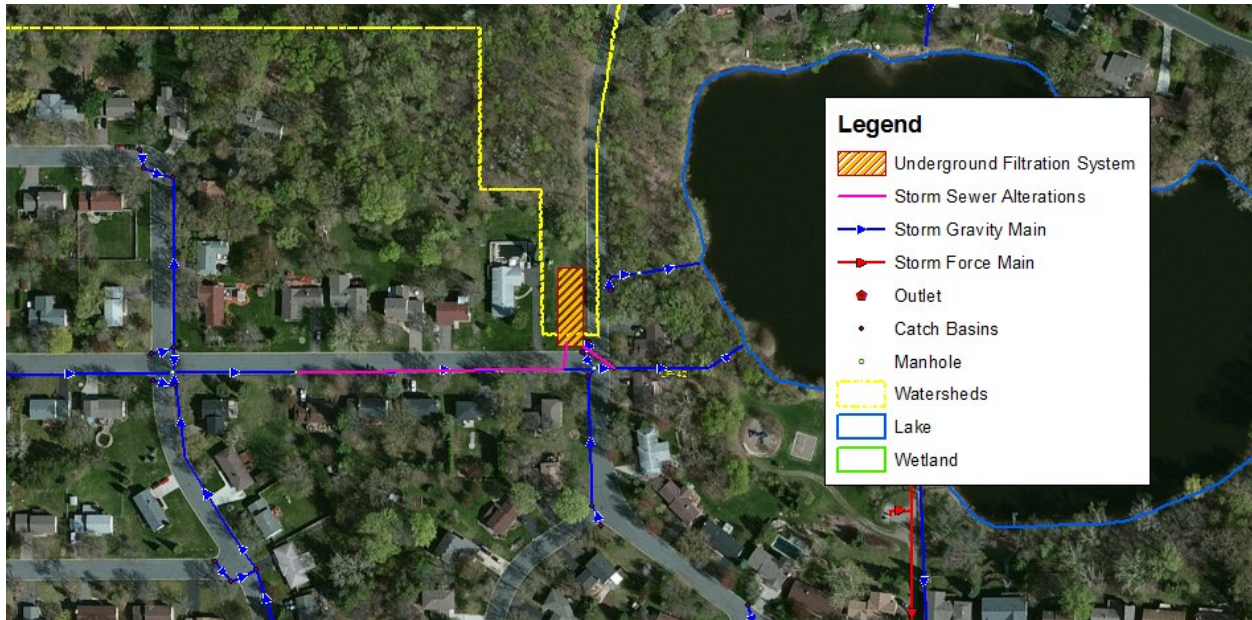 Legend
Underground Filtration System
Storm Sewer Alterations
Storm Gravity Main
Storm Force Main
Outlet
Catch Basins
Manhole
Watersheds
Lake
Wetland